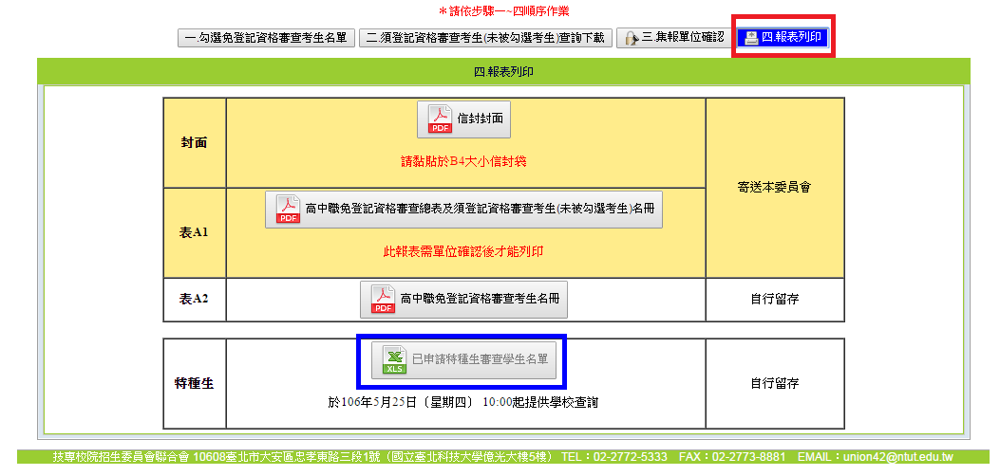 ＊請依步驟一~四順序作業
一.勾選免登記資格審查考生名單 二.須登記資格審查考生(未被勾選考生)查詢下載 三.集報單位確認 四.報表列印
四.報表列印
封面
信封封面
請黏貼於B4大小信封袋
寄送本委員會
表A1
高中職免登記資格審查總表及須登記資格審查考生(未被勾選考生)名冊
此報表需單位確認後才能列印
表A2
高中職免登記資格審查考生名冊
自行留存
特種生
已申請特種生審查學生名單
於106年5月25日〔星期四〕 10:00起提供學校查詢
自行留存
技專校院招生委員會聯合會 10608臺北市大安區忠孝東路三段1號（國立臺北科技大學億光大樓5樓） TEL：02-2772-5333 FAX：02-2773-8881 EMAIL：union42@ntut.edu.tw